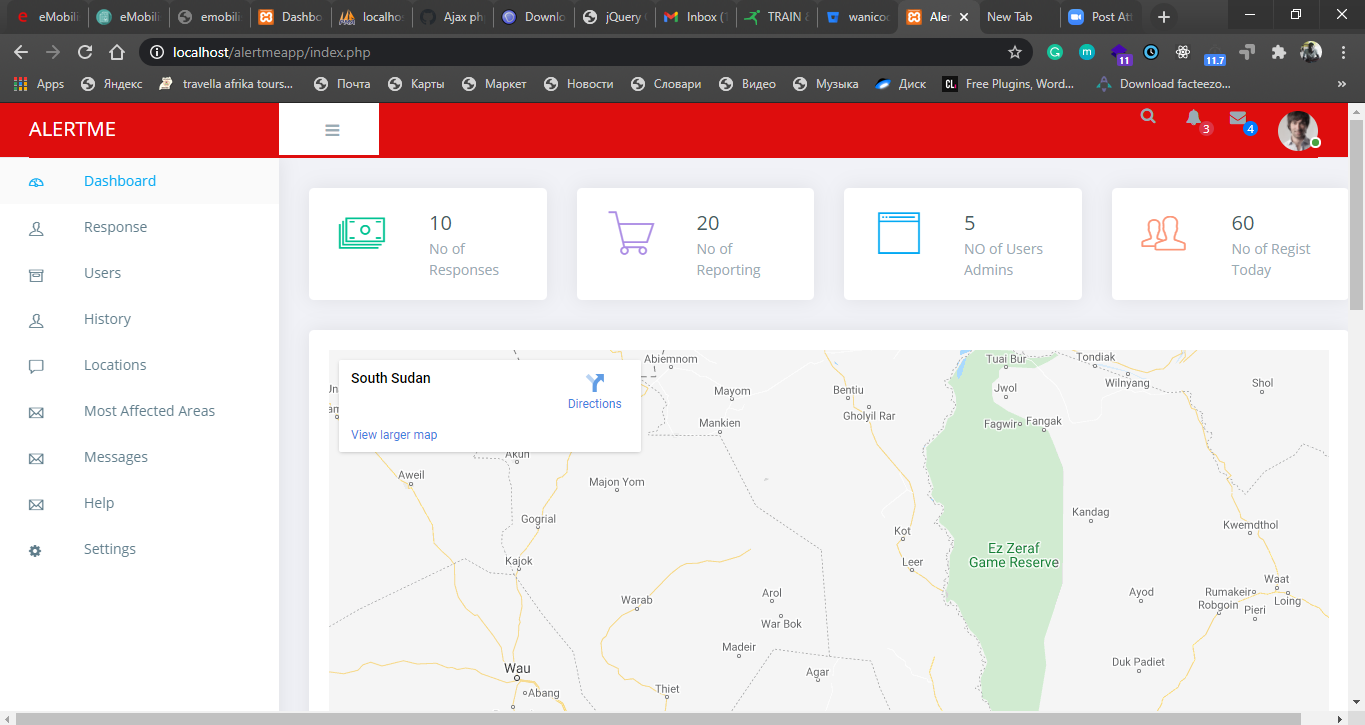 eMobili
eMobili
emobili
Dashbo
localho
Ajax ph
Downlo
jQuery
Inbox (
TRAIN
wanicoc
Aler
New Tab
Post Att
localhost/alertmeapp/index.php
11
11.7
Apps
Яндекс
travella afrika tours...
Почта
Карты
Маркет
Новости
Словари
Видео
Музыка
Диск
CL
Free Plugins, Word...
Download facteezo...
»
ALERTME
3
4
Dashboard
Response
Users
History
Locations
Most Affected Areas
Messages
Help
Settings
10
No of
Responses
20
No of
Reporting
5
NO of Users
Admins
60
No of Regist
Today
South Sudan
Directions
View larger map
Abiemnom
Tuai Bur
Tondiak
Mayom
Bentiu
Jwol
Wilnyang
Shol
Mankien
Gholyil Rar
Fagwir
Fangak
Akun
Aweil
Majon Yom
Gogrial
Kot
Kandag
Kwemdthol
Kajok
Leer
Ez Zeraf
Game Reserve
Warab
Arol
War Bok
Ayod
Rumakeir
Waat
Robgoin
Pieri
Loing
Madeir
Wau
Agar
Duk Padiet
Abang
Thiet